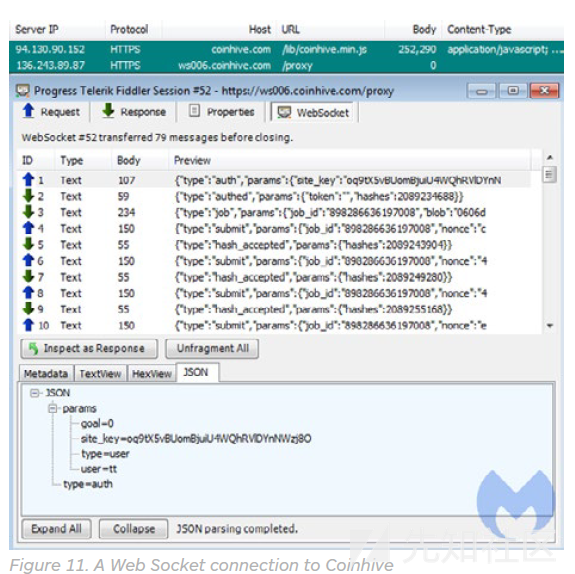 Server IP Protocol Host URL Body Content-Type
94.130.90.152 HTTPS coinhive.com /lib/coinhive.min.js 252,290 application/javascript; ...
136.243.89.87 HTTPS ws006.coinhive.com /proxy 0
Progress Telerik Fiddler Session #52 - https://ws006.coinhive.com/proxy
Request Response Properties WebSocket
WebSocket #52 transferred 79 messages before closing.
ID Type Body Preview
1 Text 107 {"type":"auth","params":{"site_key":"oq9tX5vBUomBjuiU4WQhRVlDYnN
2 Text 59 {"type":"authed","params":{"token":"","hashes":2089234688}}
3 Text 234 {"type":"job","params":{"job_id":"898286636197008","blob":"0606d
4 Text 150 {"type":"submit","params":{"job_id":"898286636197008","nonce":"c
5 Text 55 {"type":"hash_accepted","params":{"hashes":2089243904}}
6 Text 150 {"type":"submit","params":{"job_id":"898286636197008","nonce":"4
7 Text 55 {"type":"hash_accepted","params":{"hashes":2089249280}}
8 Text 150 {"type":"submit","params":{"job_id":"898286636197008","nonce":"4
9 Text 55 {"type":"hash_accepted","params":{"hashes":2089255168}}
10 Text 150 {"type":"submit","params":{"job_id":"898286636197008","nonce":"e
Inspect as Response Unfragment All
Metadata TextView HexView JSON
JSON
params
goal=0
site_key=oq9tX5vBUomBjuiU4WQhRVlDYnNWzj8O
type=user
user=tt
type=auth
Expand All Collapse JSON parsing completed.
先知社区
Figure 11. A Web Socket connection to Coinhive